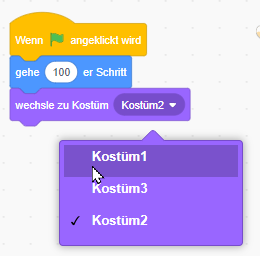 Wenn angeklickt wird
gehe 100 er Schritt
wechsle zu Kostüm Kostüm2
Kostüm1
Kostüm3
✓ Kostüm2